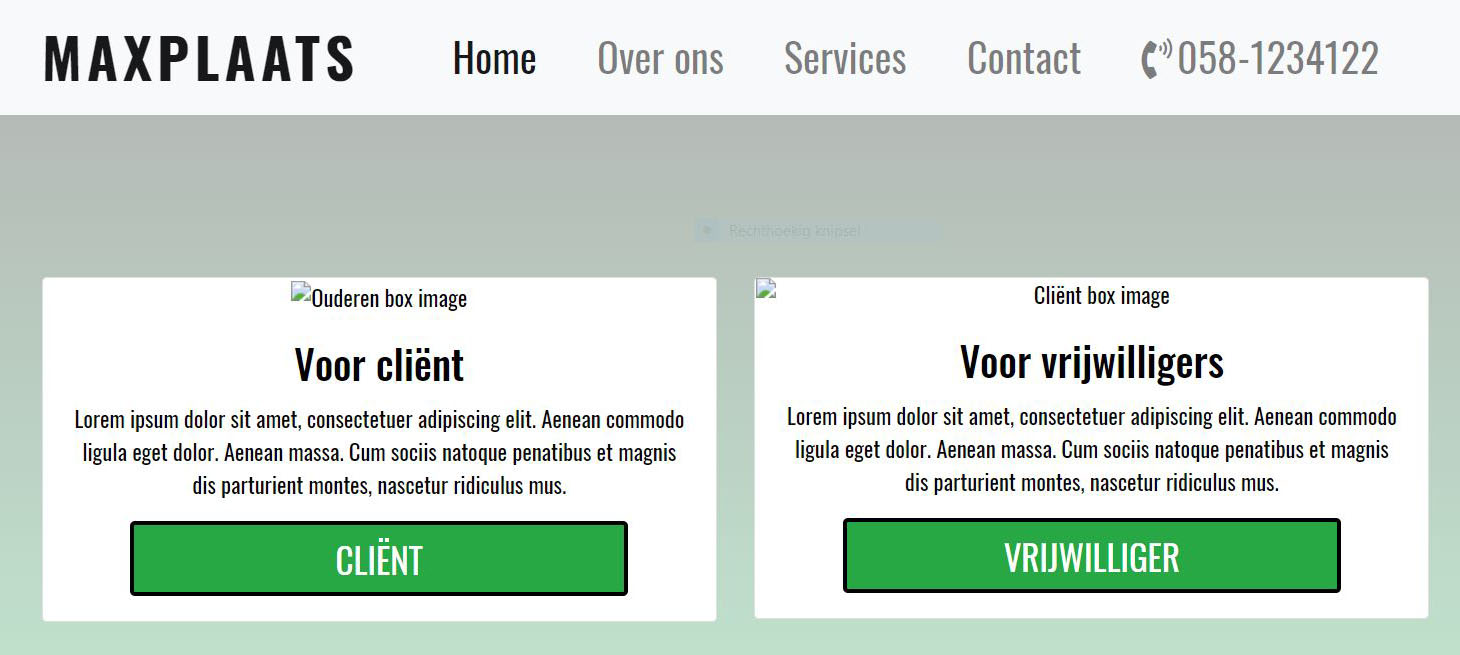 MAXPLAATS
Home Over ons Services Contact 058-1234122
Rechthoekig knipsel
Ouderen box image
Voor cliënt
Lorem ipsum dolor sit amet, consectetuer adipiscing elit. Aenean commodo
ligula eget dolor. Aenean massa. Cum sociis natoque penatibus et magnis
dis parturient montes, nascetur ridiculus mus.
CLIËNT
Cliënt box image
Voor vrijwilligers
Lorem ipsum dolor sit amet, consectetuer adipiscing elit. Aenean commodo
ligula eget dolor. Aenean massa. Cum sociis natoque penatibus et magnis
dis parturient montes, nascetur ridiculus mus.
VRIJWILLIGER